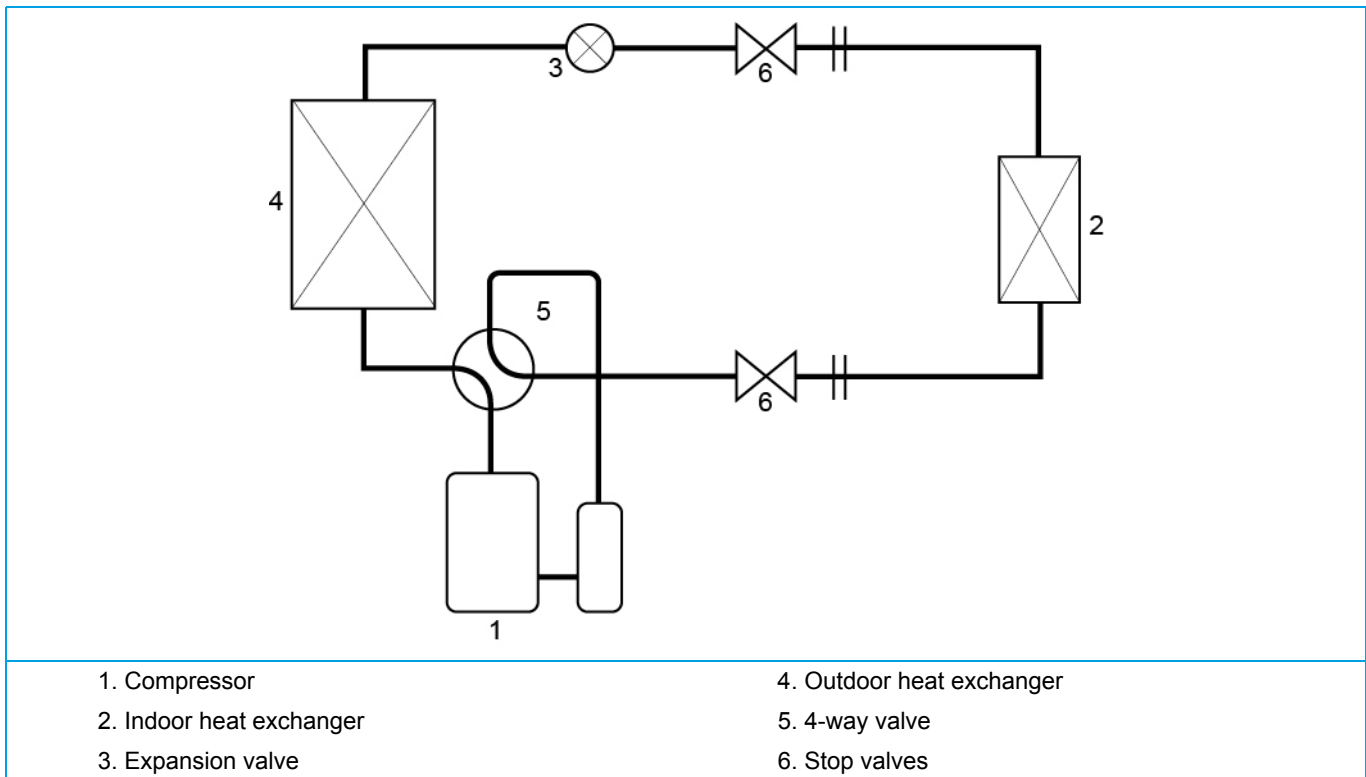 3
6
4
2
5
6
1
1. Compressor
4. Outdoor heat exchanger
2. Indoor heat exchanger
5. 4-way valve
3. Expansion valve
6. Stop valves